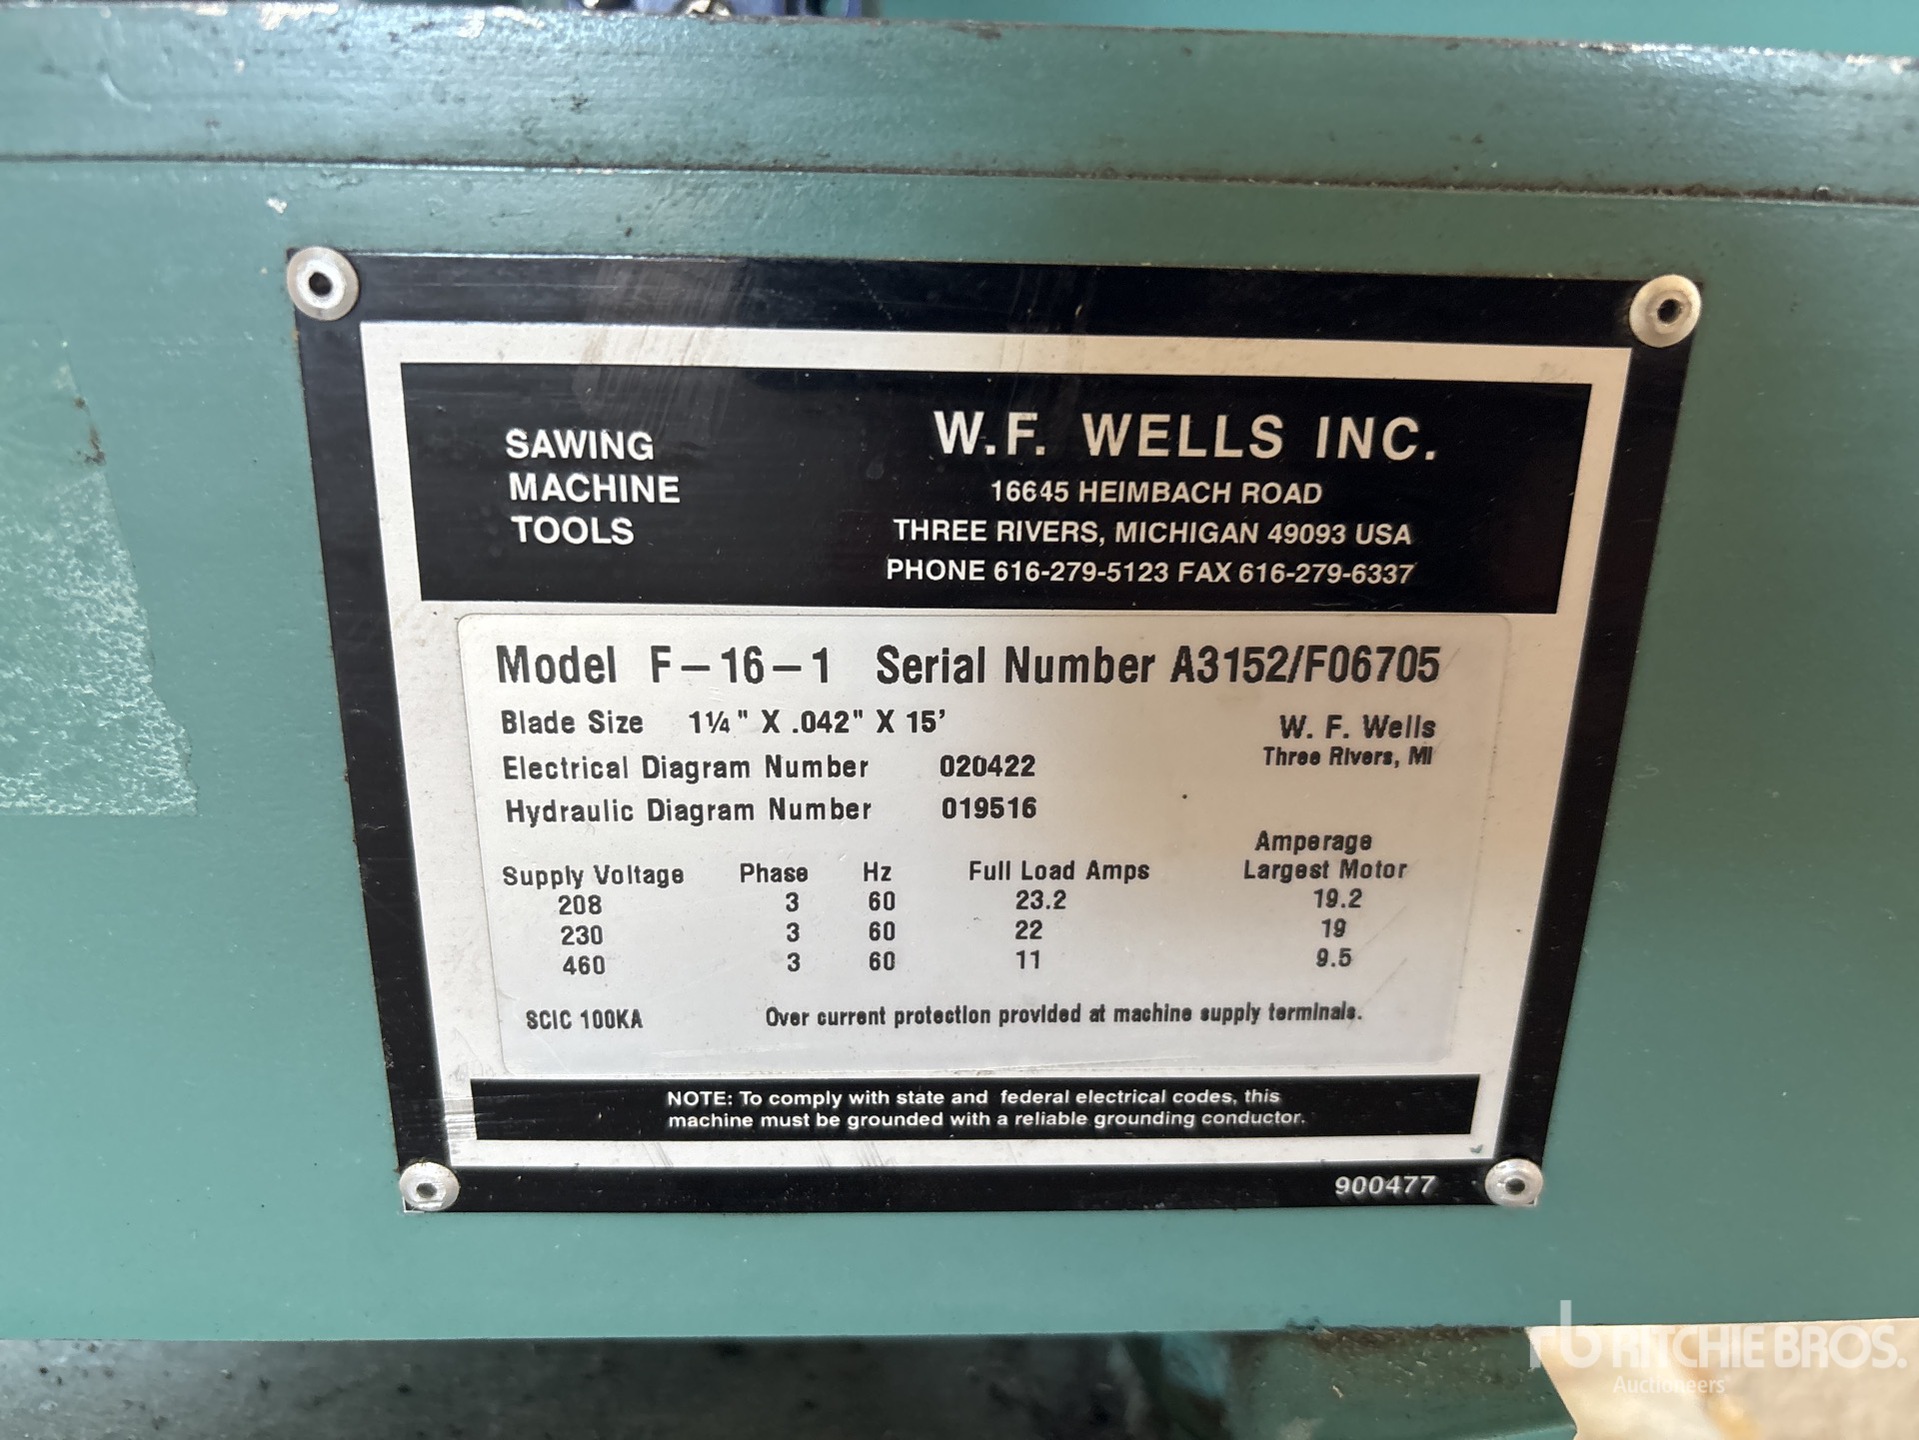 SAWING
MACHINE
TOOLS
W.F. WELLS INC.
16645 HEIMBACH ROAD
THREE RIVERS, MICHIGAN 49093 USA
PHONE 616-279-5123 FAX 616-279-6337
Model F-16-1 Serial Number A3152/F06705
Blade Size 1¼" X .042" X 15'
W. F. Wells
Three Rivers, MI
Electrical Diagram Number 020422
Hydraulic Diagram Number 019516
Supply Voltage Phase Hz Full Load Amps Amperage Largest Motor
208 3 60 23.2 19.2
230 3 60 22 19
460 3 60 11 9.5
SCIC 100KA Over current protection provided at machine supply terminals.
NOTE: To comply with state and federal electrical codes, this
machine must be grounded with a reliable grounding conductor.
900477
rb RITCHIE BROS.
Auctioneers